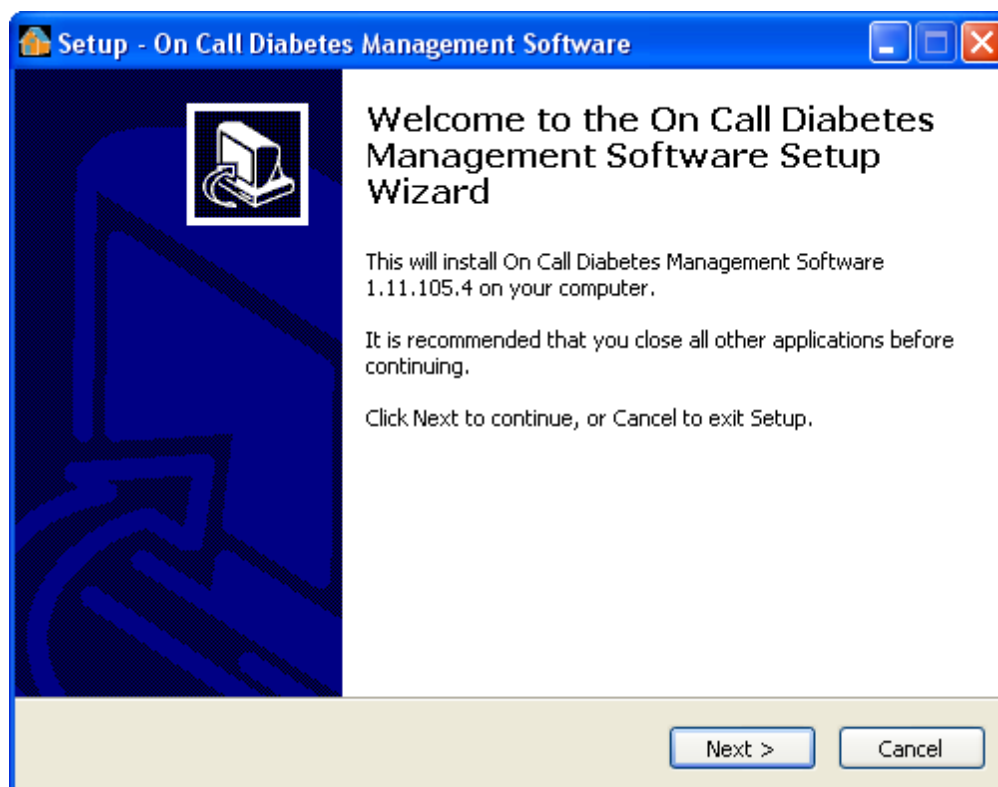 Setup - On Call Diabetes Management Software
Welcome to the On Call Diabetes
Management Software Setup
Wizard
This will install On Call Diabetes Management Software
1.11.105.4 on your computer.
It is recommended that you close all other applications before
continuing.
Click Next to continue, or Cancel to exit Setup.
Next >
Cancel